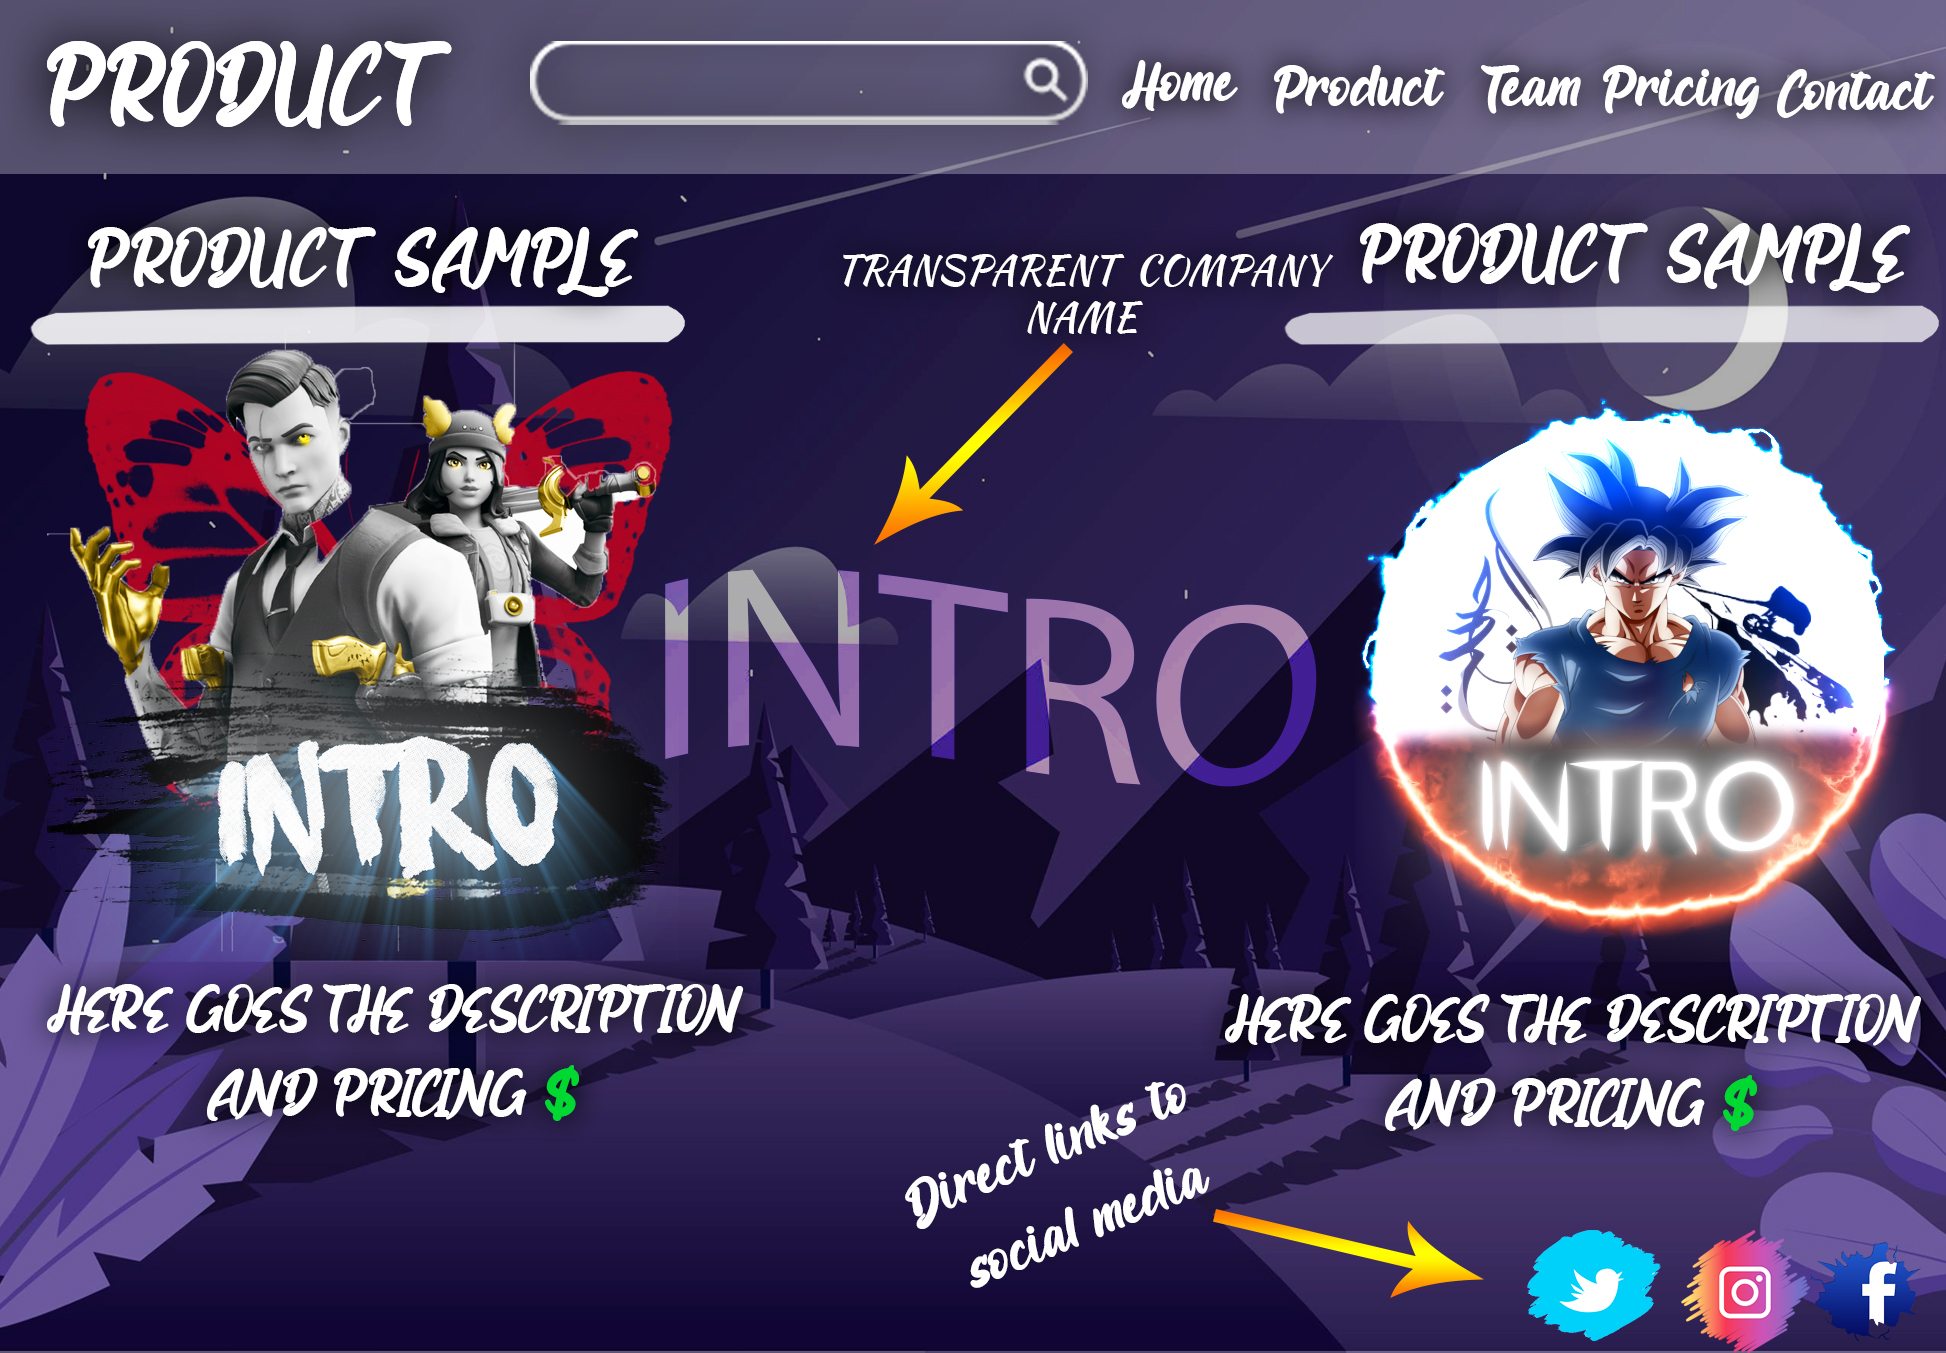 PRODUCT
Home Product Team Pricing Contact
PRODUCT SAMPLE
TRANSPARENT COMPANY
NAME
PRODUCT SAMPLE
INTRO
INTRO
INTRO
HERE GOES THE DESCRIPTION
AND PRICING $
HERE GOES THE DESCRIPTION
AND PRICING $
Direct links to
social media